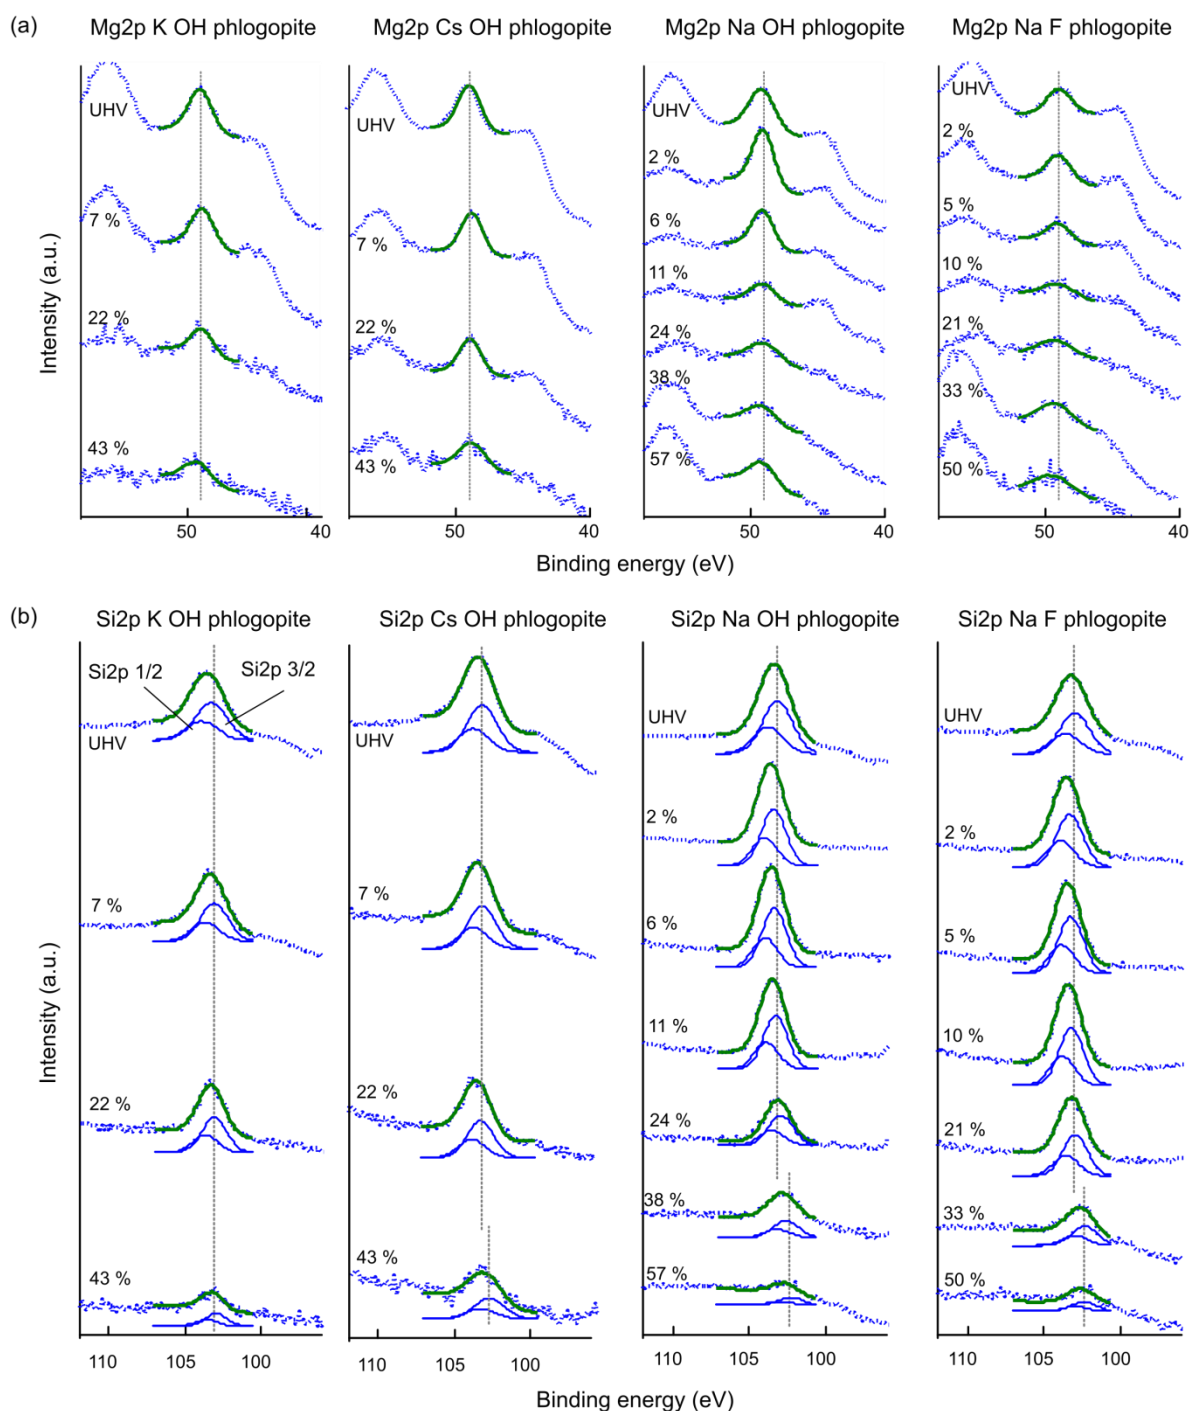 (a)
Mg2p K OH phlogopite Mg2p Cs OH phlogopite Mg2p Na OH phlogopite Mg2p Na F phlogopite
Intensity (a.u.)
UHV
7 %
22 %
43 %
50 40
UHV
7 %
22 %
43 %
50 40
UHV
2 %
6 %
11 %
24 %
38 %
57 %
50 40
UHV
2 %
5 %
10 %
21 %
33 %
50 %
50 40
Binding energy (eV)
(b)
Si2p K OH phlogopite Si2p Cs OH phlogopite Si2p Na OH phlogopite Si2p Na F phlogopite
Intensity (a.u.)
Si2p 1/2 Si2p 3/2
UHV
7 %
22 %
43 %
110 105 100
UHV
7 %
22 %
43 %
110 105 100
UHV
2 %
6 %
11 %
24 %
38 %
57 %
110 105 100
UHV
2 %
5 %
10 %
21 %
33 %
50 %
110 105 100
Binding energy (eV)